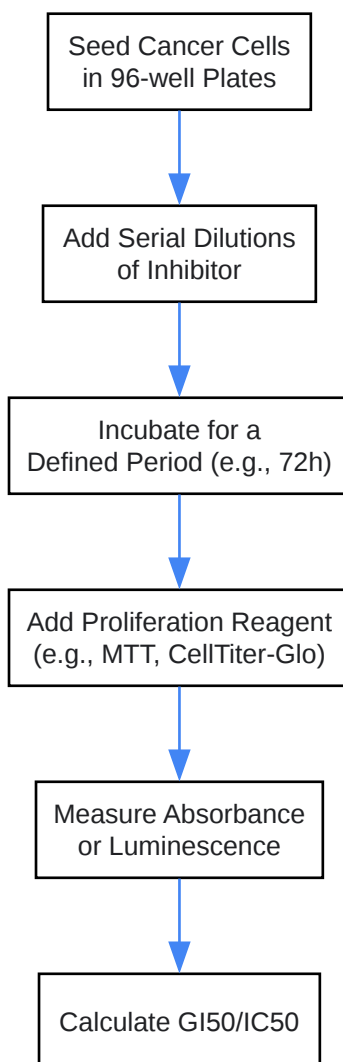 Seed Cancer Cells
in 96-well Plates
Add Serial Dilutions
of Inhibitor
Incubate for a
Defined Period (e.g., 72h)
Add Proliferation Reagent
(e.g., MTT, CellTiter-Glo)
Measure Absorbance
or Luminescence
Calculate GI50/IC50